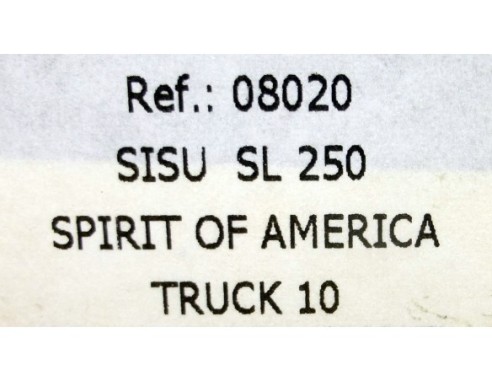 Ref.: 08020
SISU SL 250
SPIRIT OF AMERICA
TRUCK 10